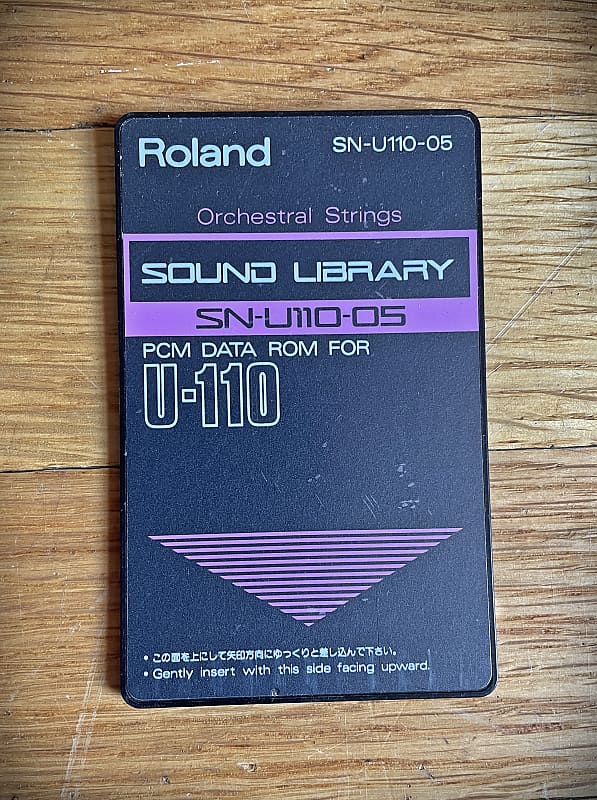 Roland
SN-U110-05
Orchestral Strings
SOUND LIBRARY
SN-U110-05
PCM DATA ROM FOR
U-110
• この面を上にして矢印方向にゆっくりと差し込んで下さい。
• Gently insert with this side facing upward.